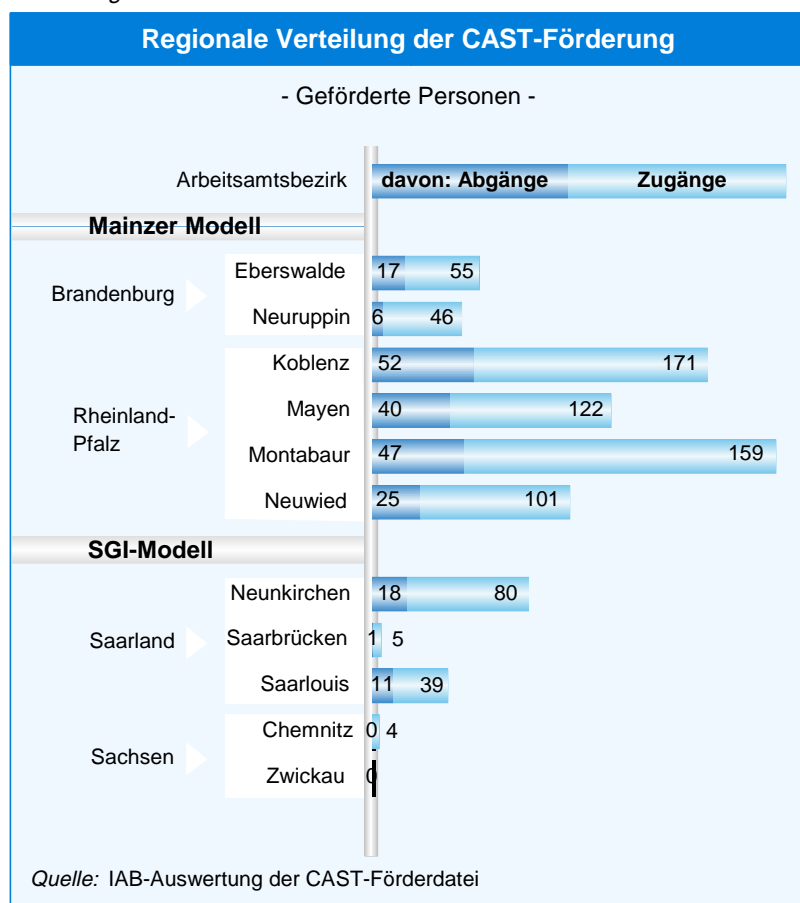 Regionale Verteilung der CAST-Förderung
- Geförderte Personen -
Arbeitsamtsbezirk davon: Abgänge Zugänge
Mainzer Modell
Brandenburg
Eberswalde 17 55
Neuruppin 6 46
Rheinland-
Pfalz
Koblenz 52 171
Mayen 40 122
Montabaur 47 159
Neuwied 25 101
SGI-Modell
Saarland
Neunkirchen 18 80
Saarbrücken 1 5
Saarlouis 11 39
Sachsen
Chemnitz 0 4
Zwickau 0
Quelle: IAB-Auswertung der CAST-Förderdatei